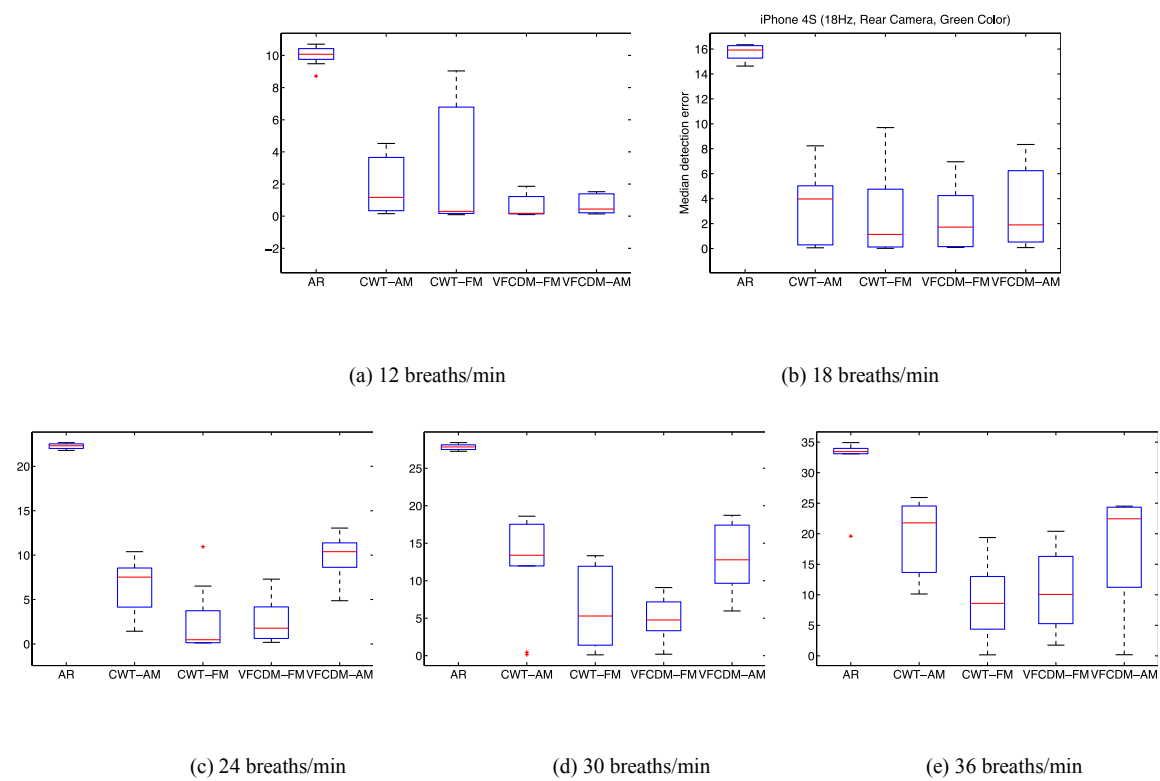 iPhone 4S (18Hz, Rear Camera, Green Color)
10
8
6
4
2
0
−2
AR CWT−AM CWT−FM VFCDM−FM VFCDM−AM
Median detection error
16
14
12
10
8
6
4
2
0
AR CWT−AM CWT−FM VFCDM−FM VFCDM−AM
(a) 12 breaths/min
(b) 18 breaths/min
20
15
10
5
0
AR CWT−AM CWT−FM VFCDM−FM VFCDM−AM
25
20
15
10
5
0
AR CWT−AM CWT−FM VFCDM−FM VFCDM−AM
35
30
25
20
15
10
5
0
AR CWT−AM CWT−FM VFCDM−FM VFCDM−AM
(c) 24 breaths/min
(d) 30 breaths/min
(e) 36 breaths/min